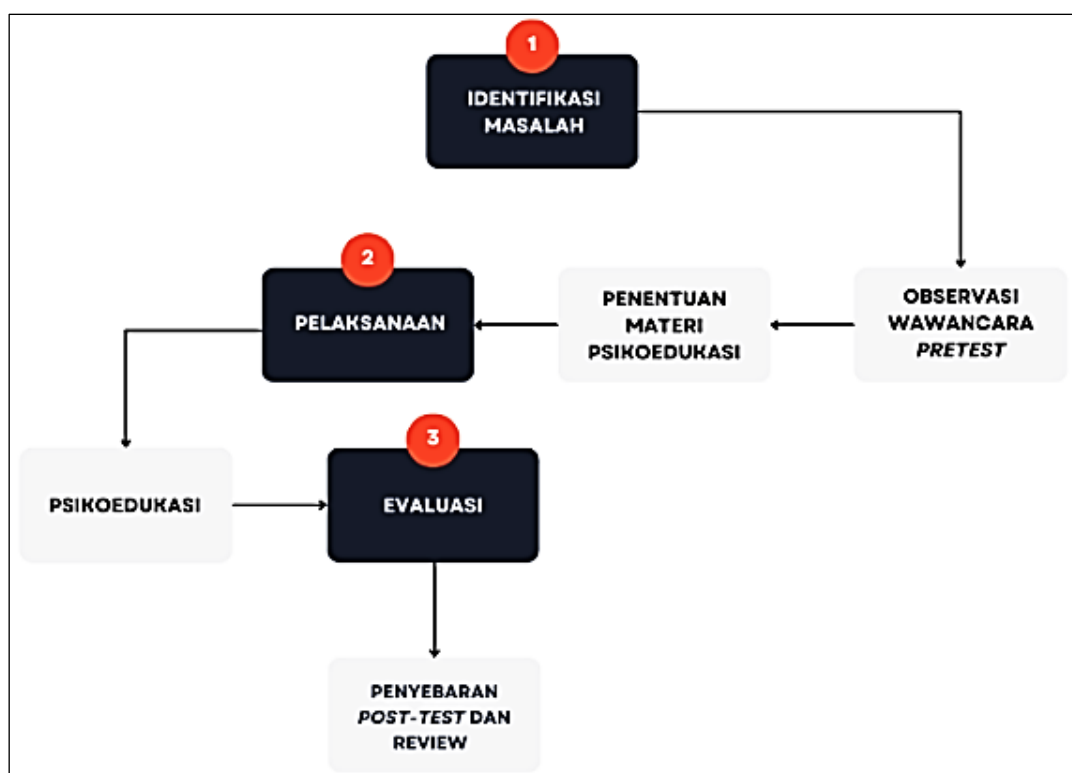 1
IDENTIFIKASI
MASALAH
OBSERVASI
WAWANCARA
PRETEST
PENENTUAN
MATERI
PSIKOEDUKASI
2
PELAKSANAAN
PSIKOEDUKASI
3
EVALUASI
PENYEBARAN
POST-TEST DAN
REVIEW